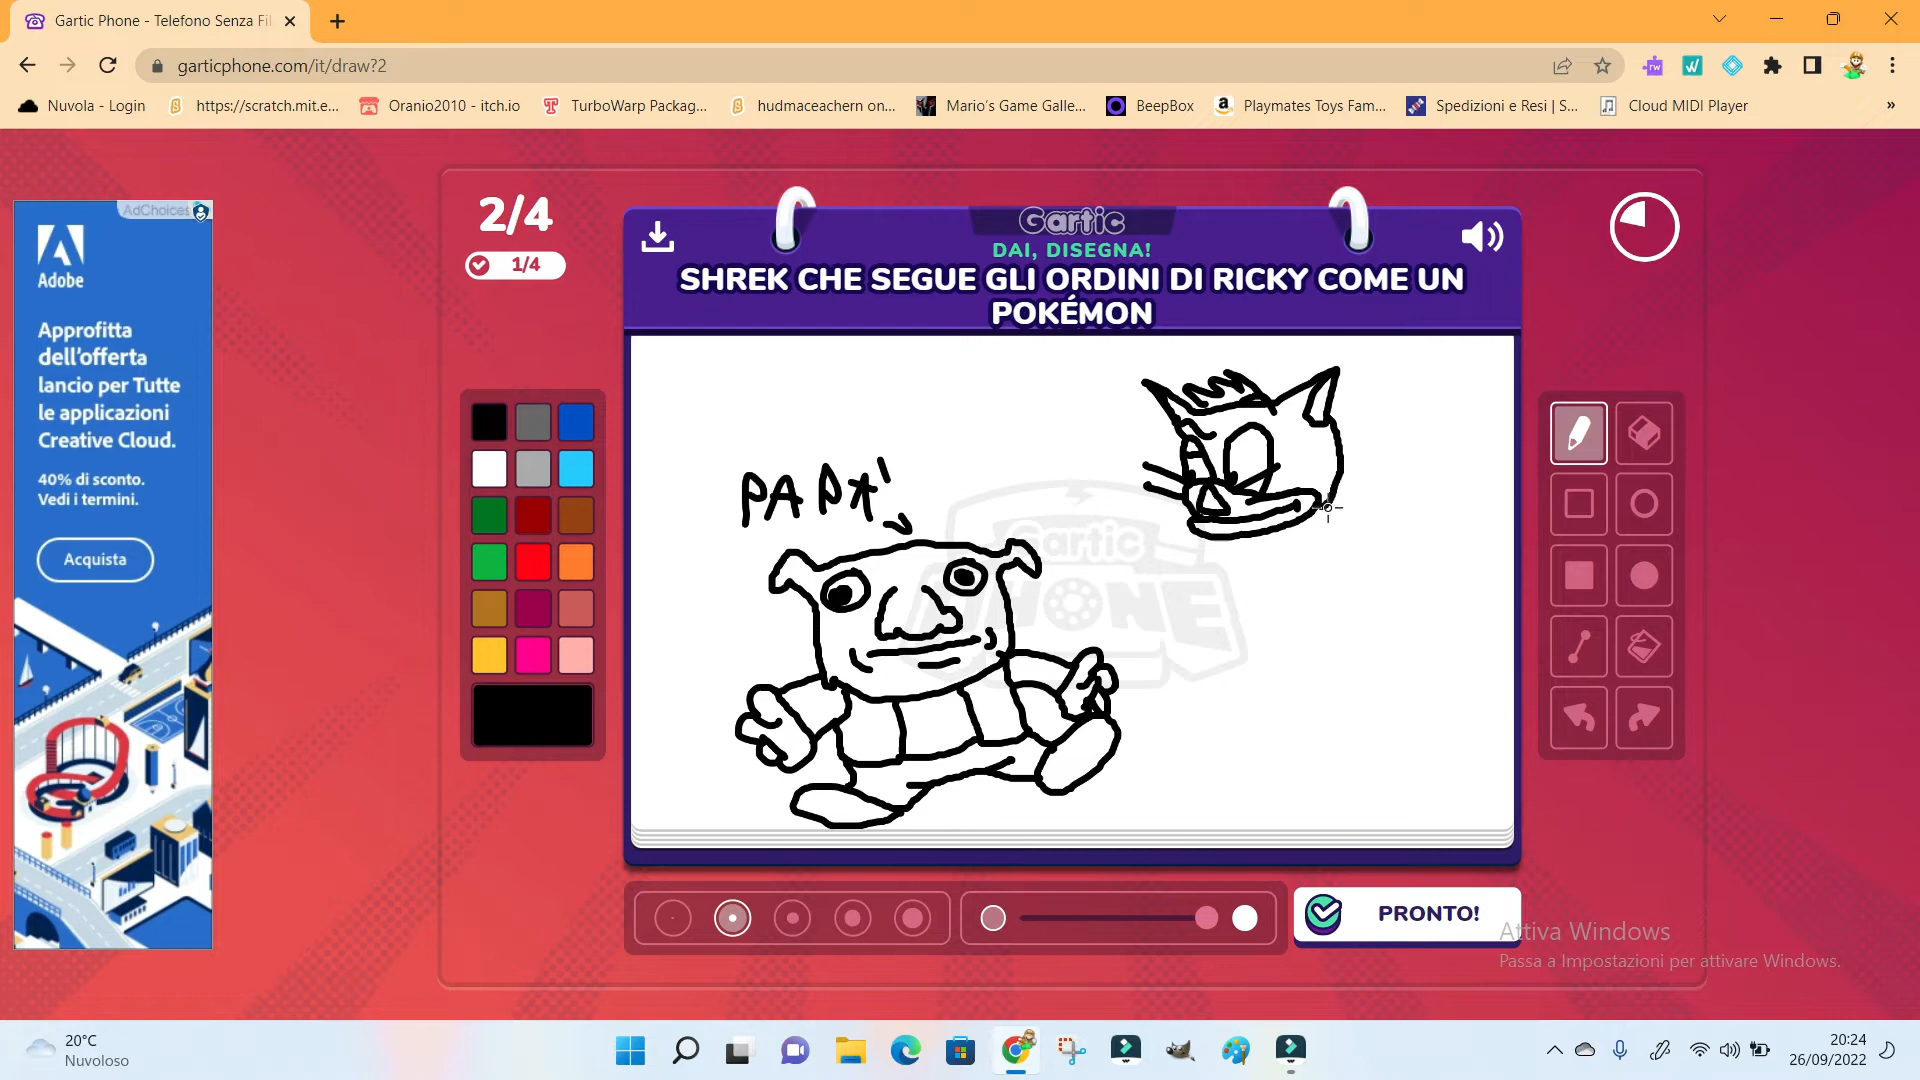 Gartic Phone - Telefono Senza Fil
garticphone.com/it/draw?2
Nuvola - Login
https://scratch.mit.e...
Oranio2010 - itch.io
TurboWarp Packag...
hudmaceachern on...
Mario's Game Galle...
BeepBox
Playmates Toys Fam...
Spedizioni e Resi | S...
Cloud MIDI Player
»
AdChoices
Adobe
Approfitta
dell'offerta
lancio per Tutte
le applicazioni
Creative Cloud.
40% di sconto.
Vedi i termini.
Acquista
2/4
1/4
Gartic
DAI, DISEGNA!
SHREK CHE SEGUE GLI ORDINI DI RICKY COME UN
POKÉMON
PAPA'
Gartic
PHONE
PRONTO!
Attiva Windows
Passa a Impostazioni per attivare Windows.
20°C
Nuvoloso
20:24
26/09/2022